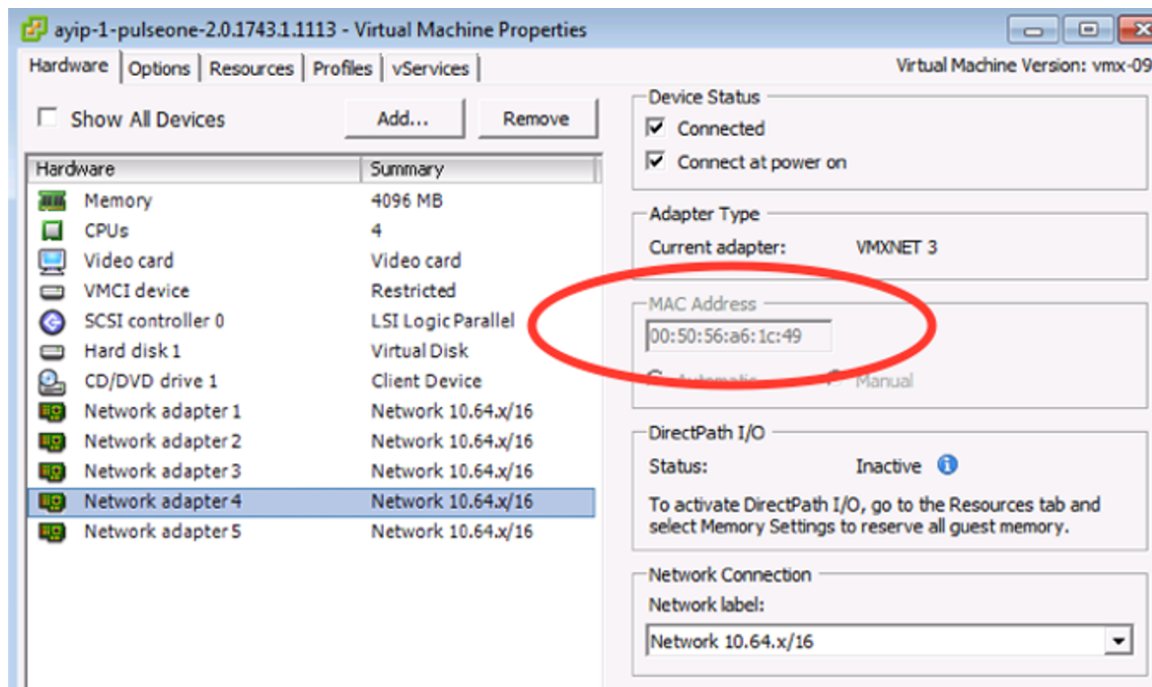 ayip-1-pulseone-2.0.1743.1.1113 - Virtual Machine Properties
Hardware Options Resources Profiles vServices
Virtual Machine Version: vmx-09
Show All Devices Add... Remove
Hardware Summary
Memory 4096 MB
CPUs 4
Video card Video card
VMCI device Restricted
SCSI controller 0 LSI Logic Parallel
Hard disk 1 Virtual Disk
CD/DVD drive 1 Client Device
Network adapter 1 Network 10.64.x/16
Network adapter 2 Network 10.64.x/16
Network adapter 3 Network 10.64.x/16
Network adapter 4 Network 10.64.x/16
Network adapter 5 Network 10.64.x/16
Device Status
Connected
Connect at power on
Adapter Type
Current adapter: VMXNET 3
MAC Address
00:50:56:a6:1c:49
Automatic Manual
DirectPath I/O
Status: Inactive
To activate DirectPath I/O, go to the Resources tab and
select Memory Settings to reserve all guest memory.
Network Connection
Network label:
Network 10.64.x/16